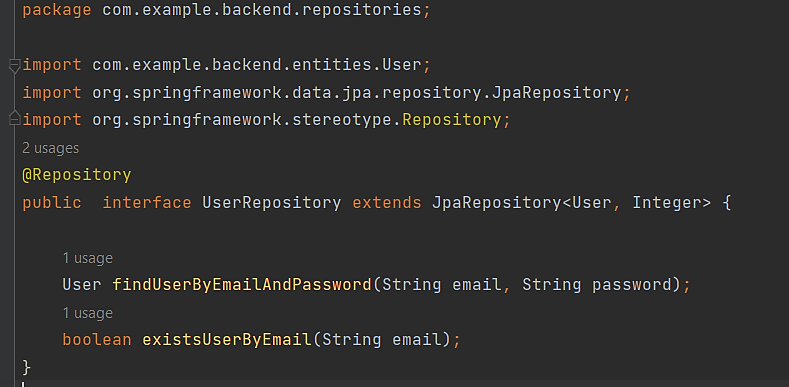 package com.example.backend.repositories;
import com.example.backend.entities.User;
import org.springframework.data.jpa.repository.JpaRepository;
import org.springframework.stereotype.Repository;
2 usages
@Repository
public  interface UserRepository extends JpaRepository<User, Integer> {
1 usage
User findUserByEmailAndPassword(String email, String password);
1 usage
boolean existsUserByEmail(String email);
}